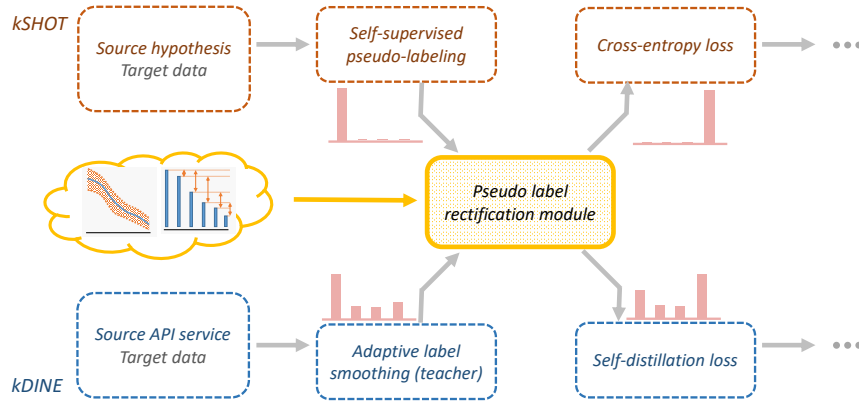 kSHOT
Source hypothesis
Target data
Self-supervised
pseudo-labeling
Cross-entropy loss
Pseudo label
rectification module
Source API service
Target data
Adaptive label
smoothing (teacher)
Self-distillation loss
kDINE